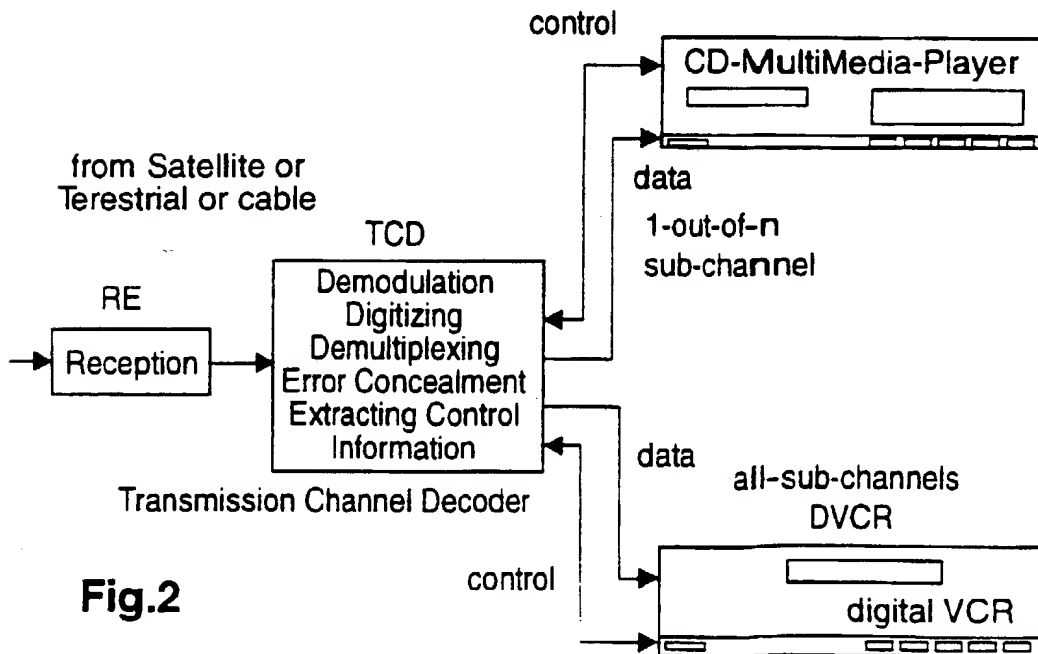 control
CD-MultiMedia-Player
from Satellite or
Terestrial or cable
data
1-out-of-n
sub-channel
TCD
RE
Reception
Demodulation
Digitizing
Demultiplexing
Error Concealment
Extracting Control
Information
Transmission Channel Decoder
data
all-sub-channels
DVCR
control
digital VCR
Fig.2